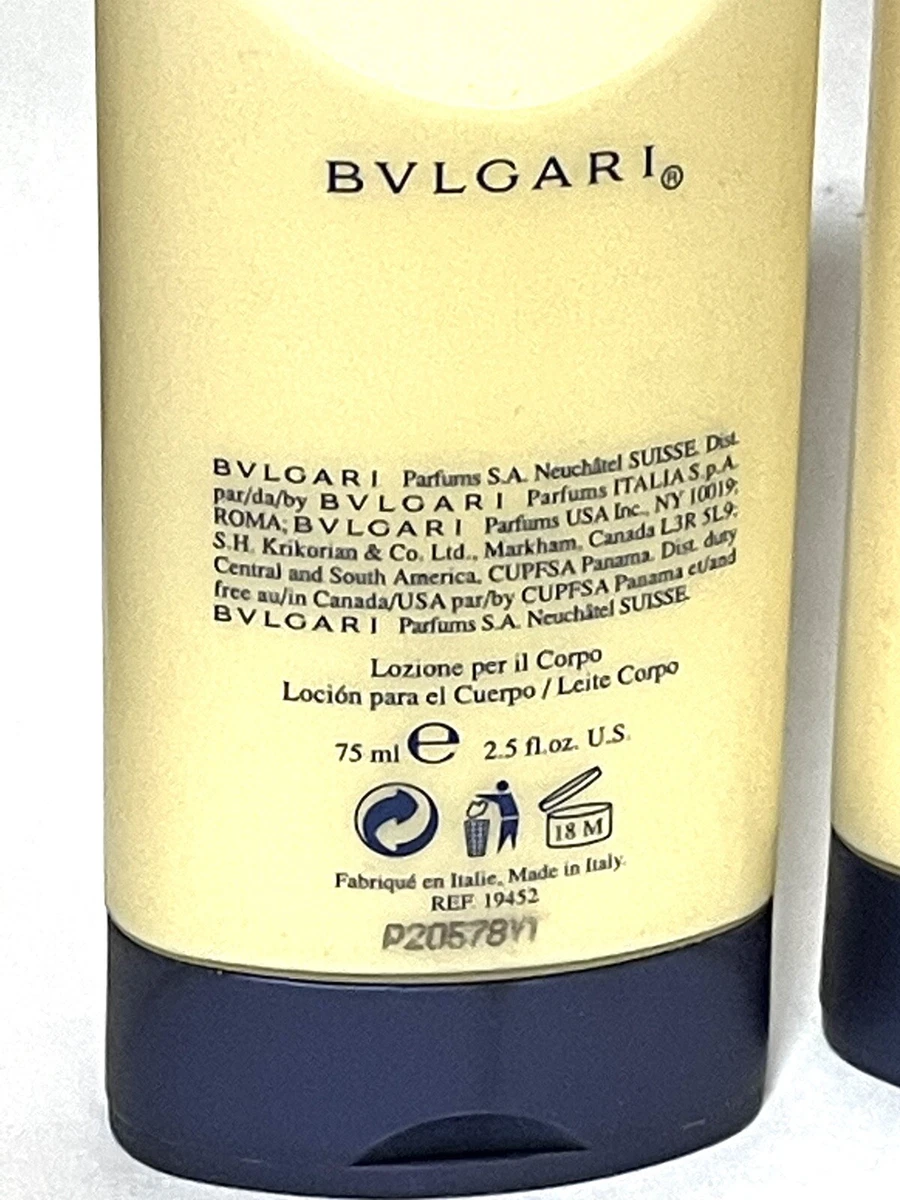 BVLGARI®
BVLGARI Parfums S.A. Neuchâtel SUISSE. Dist.
par/da/by BVLGARI Parfums ITALIA S.p.A.
ROMA; BVLGARI Parfums USA Inc., NY 10019;
S.H. Krikorian & Co. Ltd., Markham, Canada L3R 5L9;
Central and South America, CUPFSA Panama. Dist. duty
free au/in Canada/USA par/by CUPFSA Panama et/and
BVLGARI Parfums S.A. Neuchâtel SUISSE.
Lozione per il Corpo
Loción para el Cuerpo / Leite Corpo
75 ml e 2.5 fl.oz. U.S.
18 M
Fabriqué en Italie, Made in Italy.
REF. 19452
P20578Y1